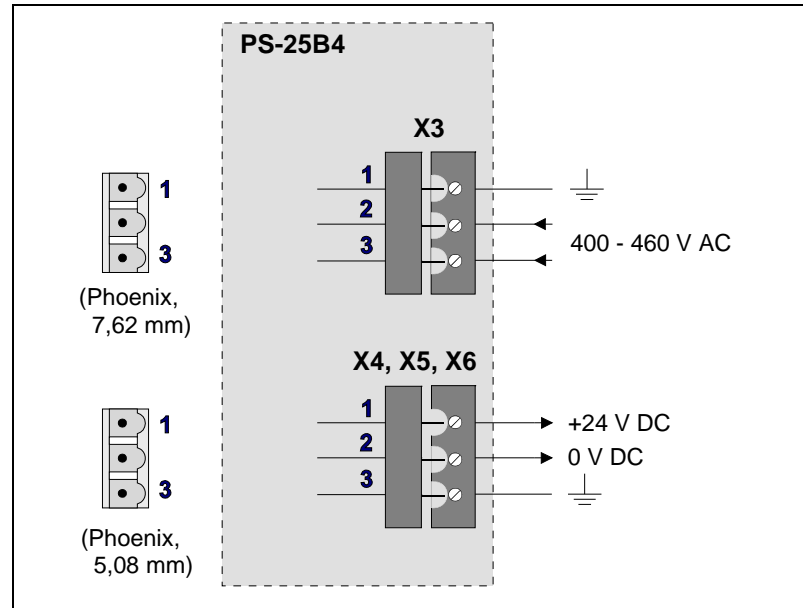 PS-25B4
X3
1
2
3
400 - 460 V AC
1
3
(Phoenix,
7,62 mm)
X4, X5, X6
1
2
3
+24 V DC
0 V DC
1
3
(Phoenix,
5,08 mm)